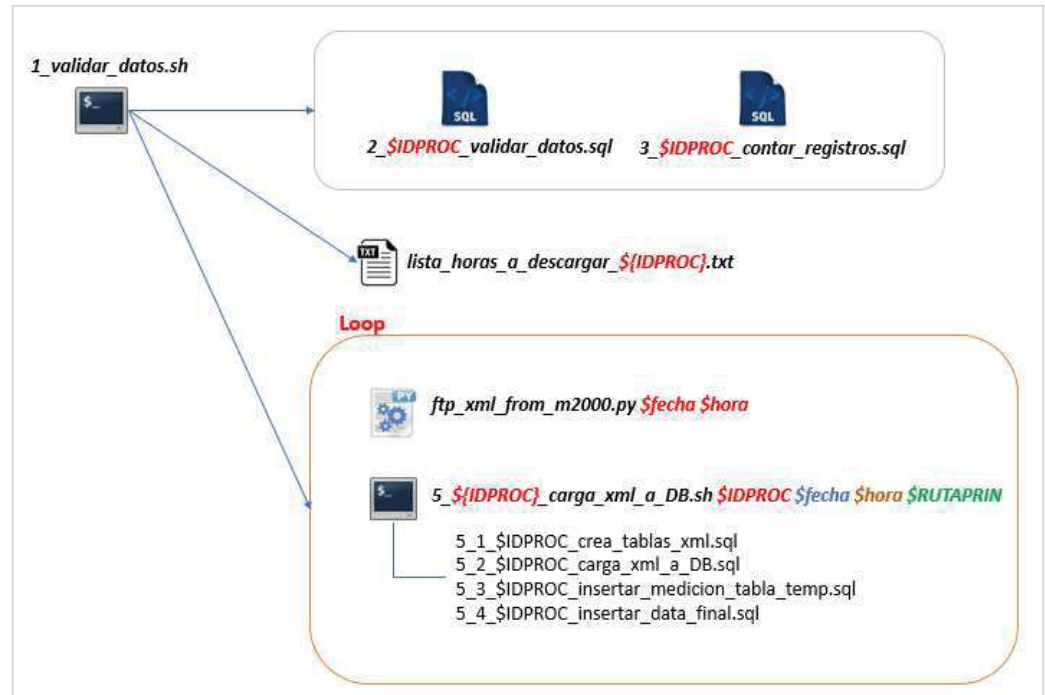 1_validar_datos.sh
$_
</>
SQL
</>
SQL
2_$IDPROC_validar_datos.sql
3_$IDPROC_contar_registros.sql
TXT
lista_horas_a_descargar_${IDPROC}.txt
Loop
PY
ftp_xml_from_m2000.py $fecha $hora
$_
5_${IDPROC}_carga_xml_a_DB.sh $IDPROC $fecha $hora $RUTAPRIN
5_1_$IDPROC_crea_tablas_xml.sql
5_2_$IDPROC_carga_xml_a_DB.sql
5_3_$IDPROC_insertar_medicion_tabla_temp.sql
5_4_$IDPROC_insertar_data_final.sql